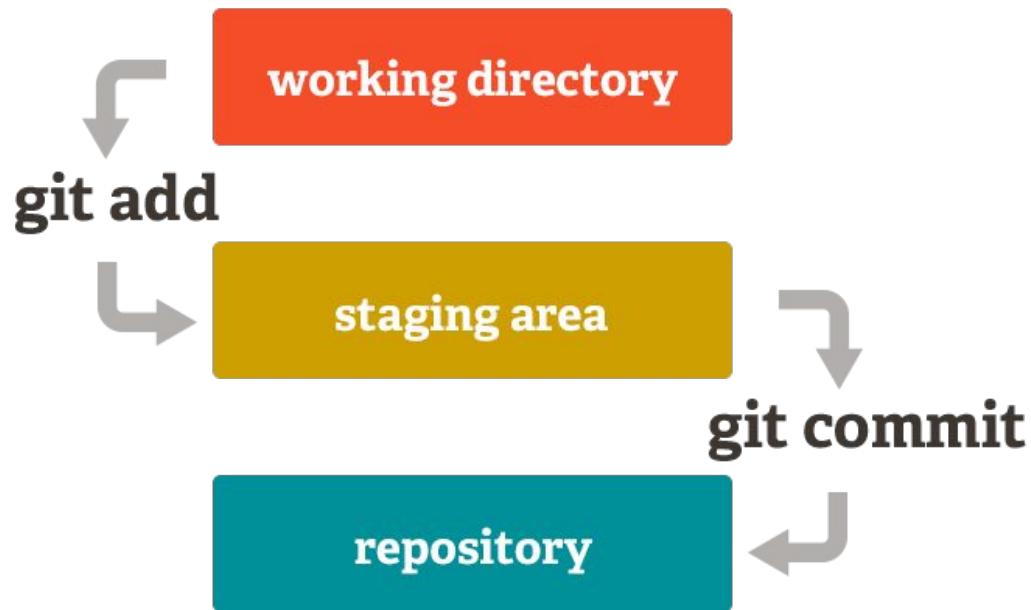 working directory
git add
staging area
git commit
repository